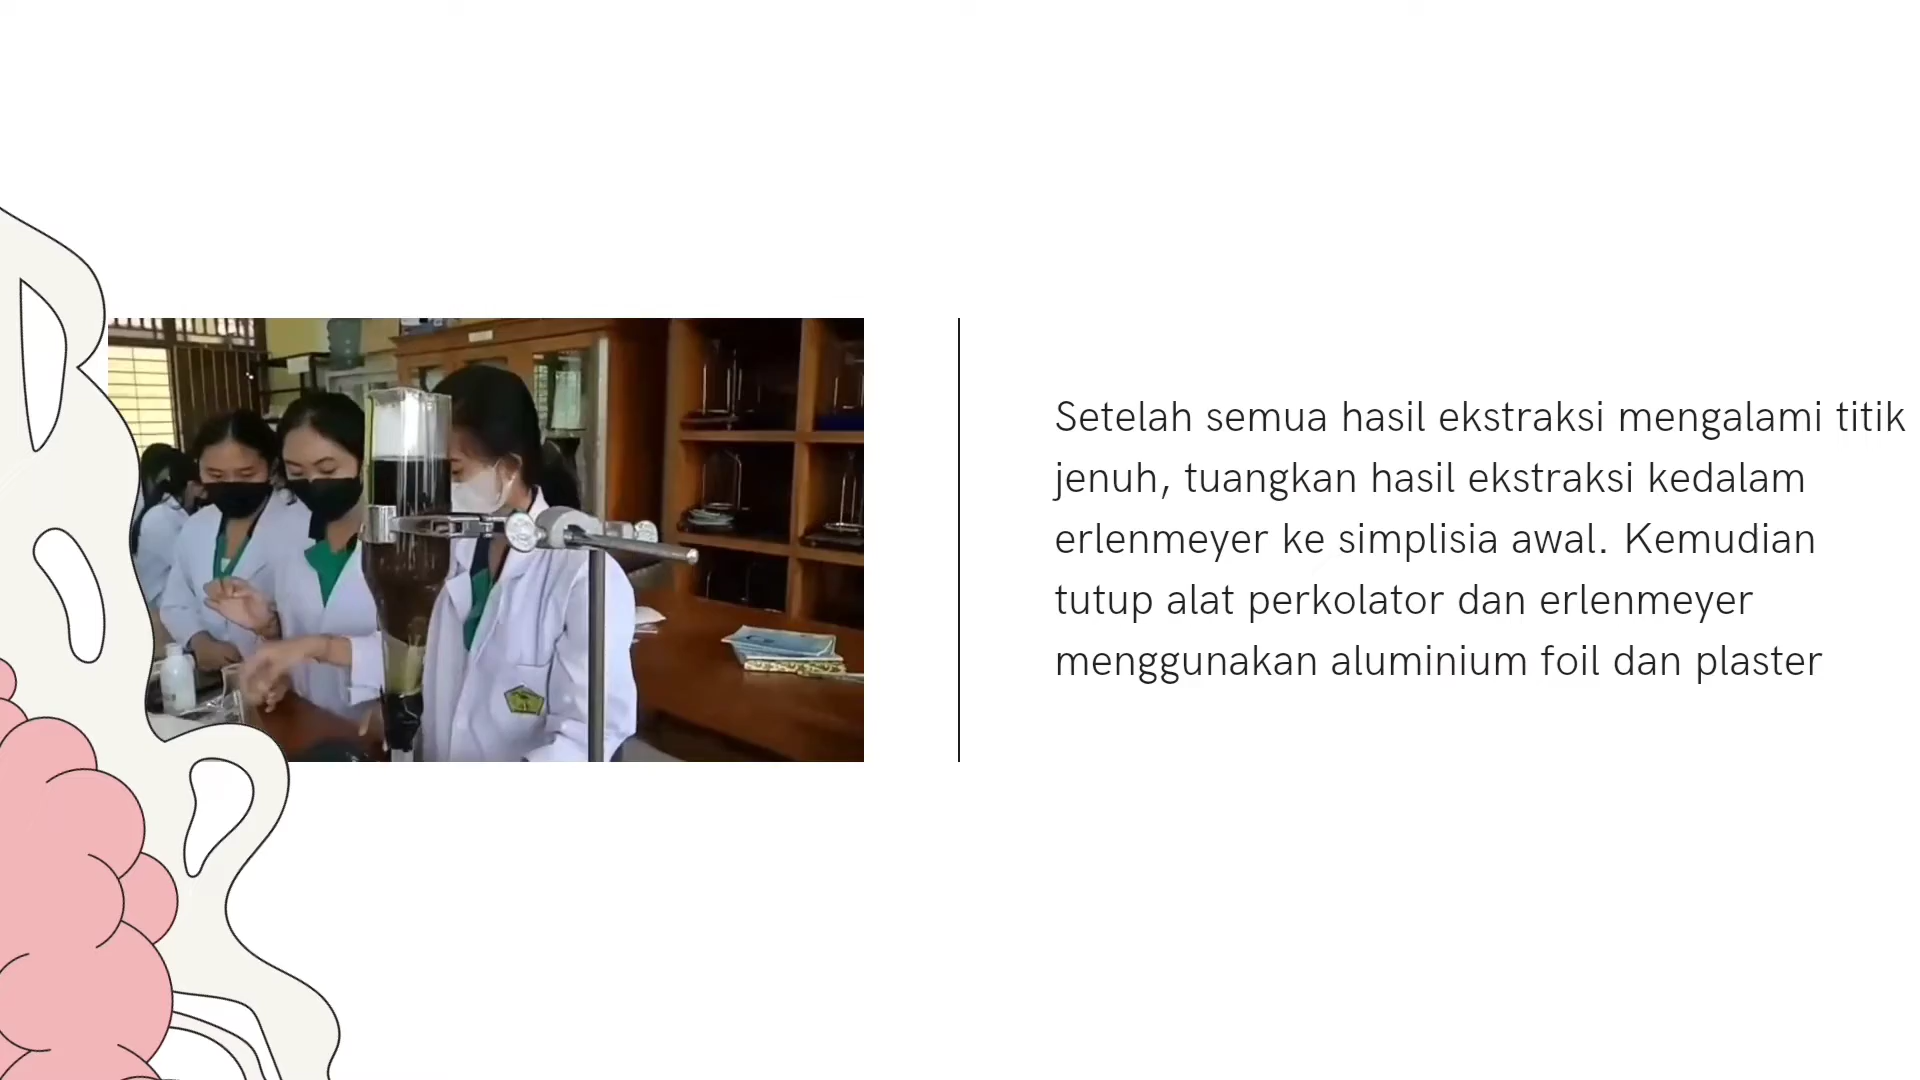 Setelah semua hasil ekstraksi mengalami titik
jenuh, tuangkan hasil ekstraksi kedalam
erlenmeyer ke simplisia awal. Kemudian
tutup alat perkolator dan erlenmeyer
menggunakan aluminium foil dan plaster